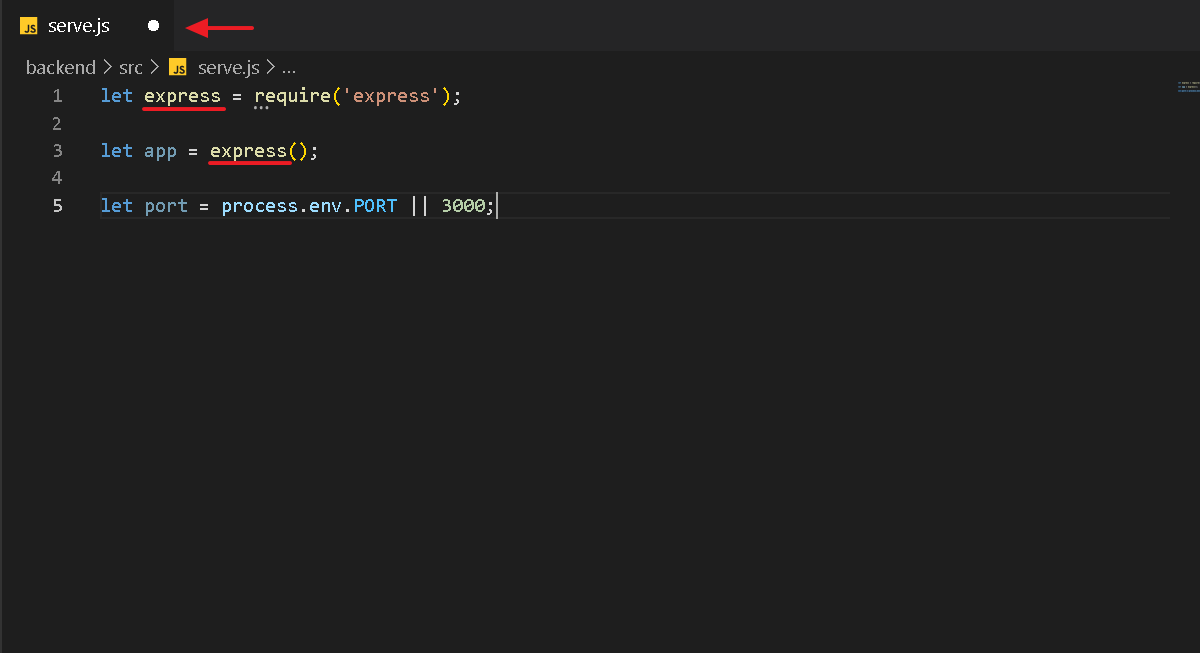 JS serve.js
backend > src > JS serve.js > ...
1 let express = require('express');
2
3 let app = express();
4
5 let port = process.env.PORT || 3000;